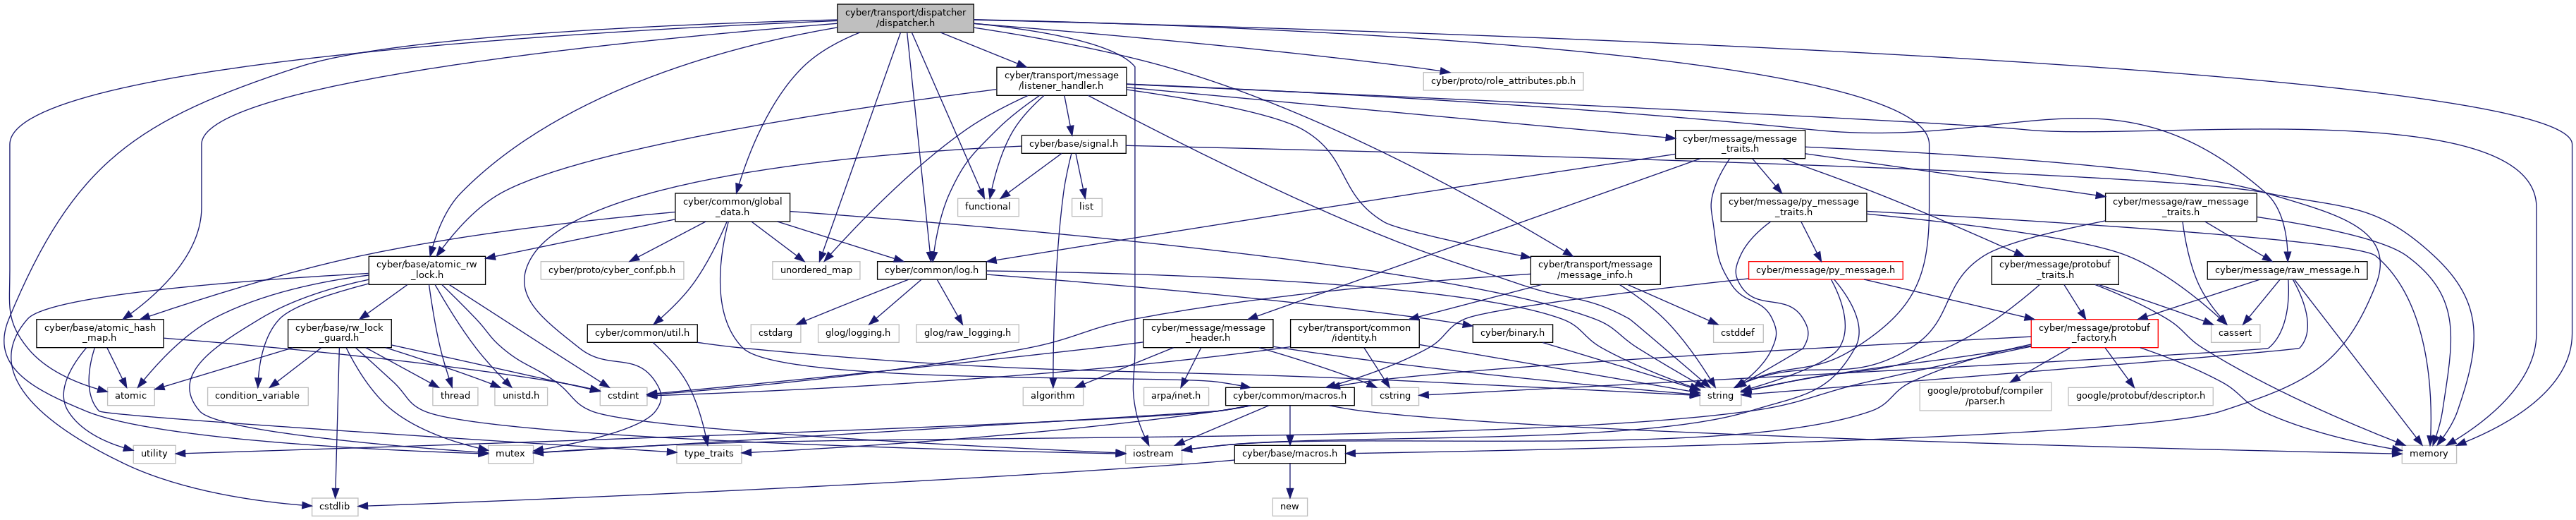 cyber/transport/dispatcher
/dispatcher.h
cyber/transport/message
/listener_handler.h
cyber/proto/role_attributes.pb.h
cyber/base/signal.h
cyber/message/message
_traits.h
cyber/common/global
_data.h
functional
list
cyber/message/py_message
_traits.h
cyber/message/raw_message
_traits.h
cyber/base/atomic_rw
_lock.h
cyber/proto/cyber_conf.pb.h
unordered_map
cyber/common/log.h
cyber/transport/message
/message_info.h
cyber/message/py_message.h
cyber/message/protobuf
_traits.h
cyber/message/raw_message.h
cyber/base/atomic_hash
_map.h
cyber/base/rw_lock
_guard.h
cyber/common/util.h
cstdarg
glog/logging.h
glog/raw_logging.h
cyber/message/message
_header.h
cyber/transport/common
/identity.h
cyber/binary.h
cstddef
cyber/message/protobuf
_factory.h
cassert
atomic
condition_variable
thread
unistd.h
cstdint
algorithm
arpa/inet.h
cyber/common/macros.h
cstring
string
google/protobuf/compiler
/parser.h
google/protobuf/descriptor.h
utility
mutex
type_traits
iostream
cyber/base/macros.h
memory
cstdlib
new